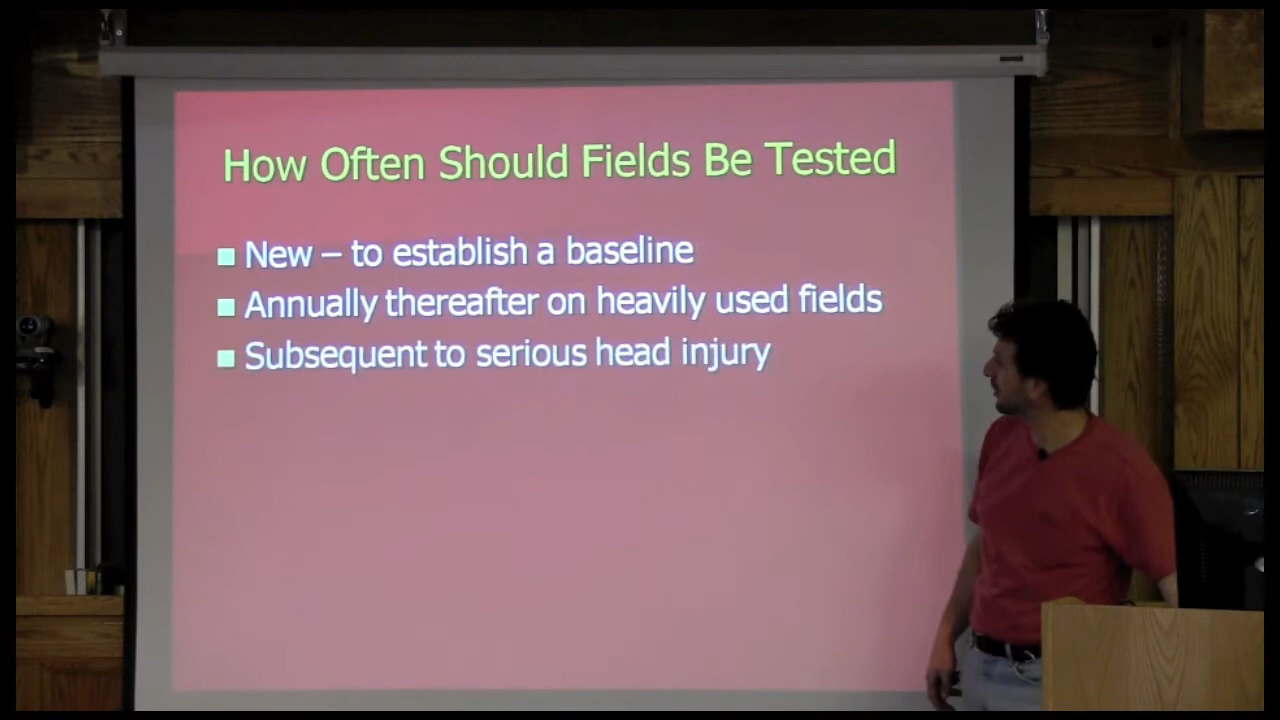 How Often Should Fields Be Tested
New – to establish a baseline
Annually thereafter on heavily used fields
Subsequent to serious head injury